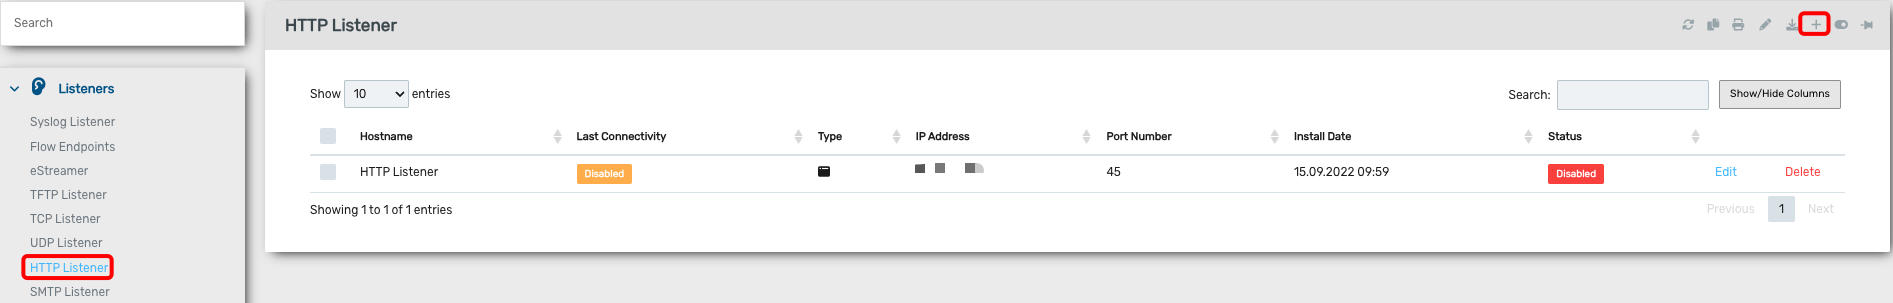 Search
Listeners
Syslog Listener
Flow Endpoints
eStreamer
TFTP Listener
TCP Listener
UDP Listener
HTTP Listener
SMTP Listener
HTTP Listener
Show 10 entries
Search: Show/Hide Columns
Hostname Last Connectivity Type IP Address Port Number Install Date Status
HTTP Listener Disabled 45 15.09.2022 09:59 Disabled Edit Delete
Showing 1 to 1 of 1 entries
Previous 1 Next